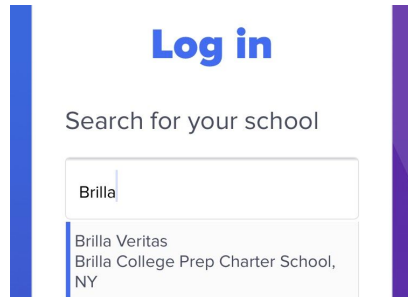 Log in
Search for your school
Brilla
Brilla Veritas
Brilla College Prep Charter School,
NY